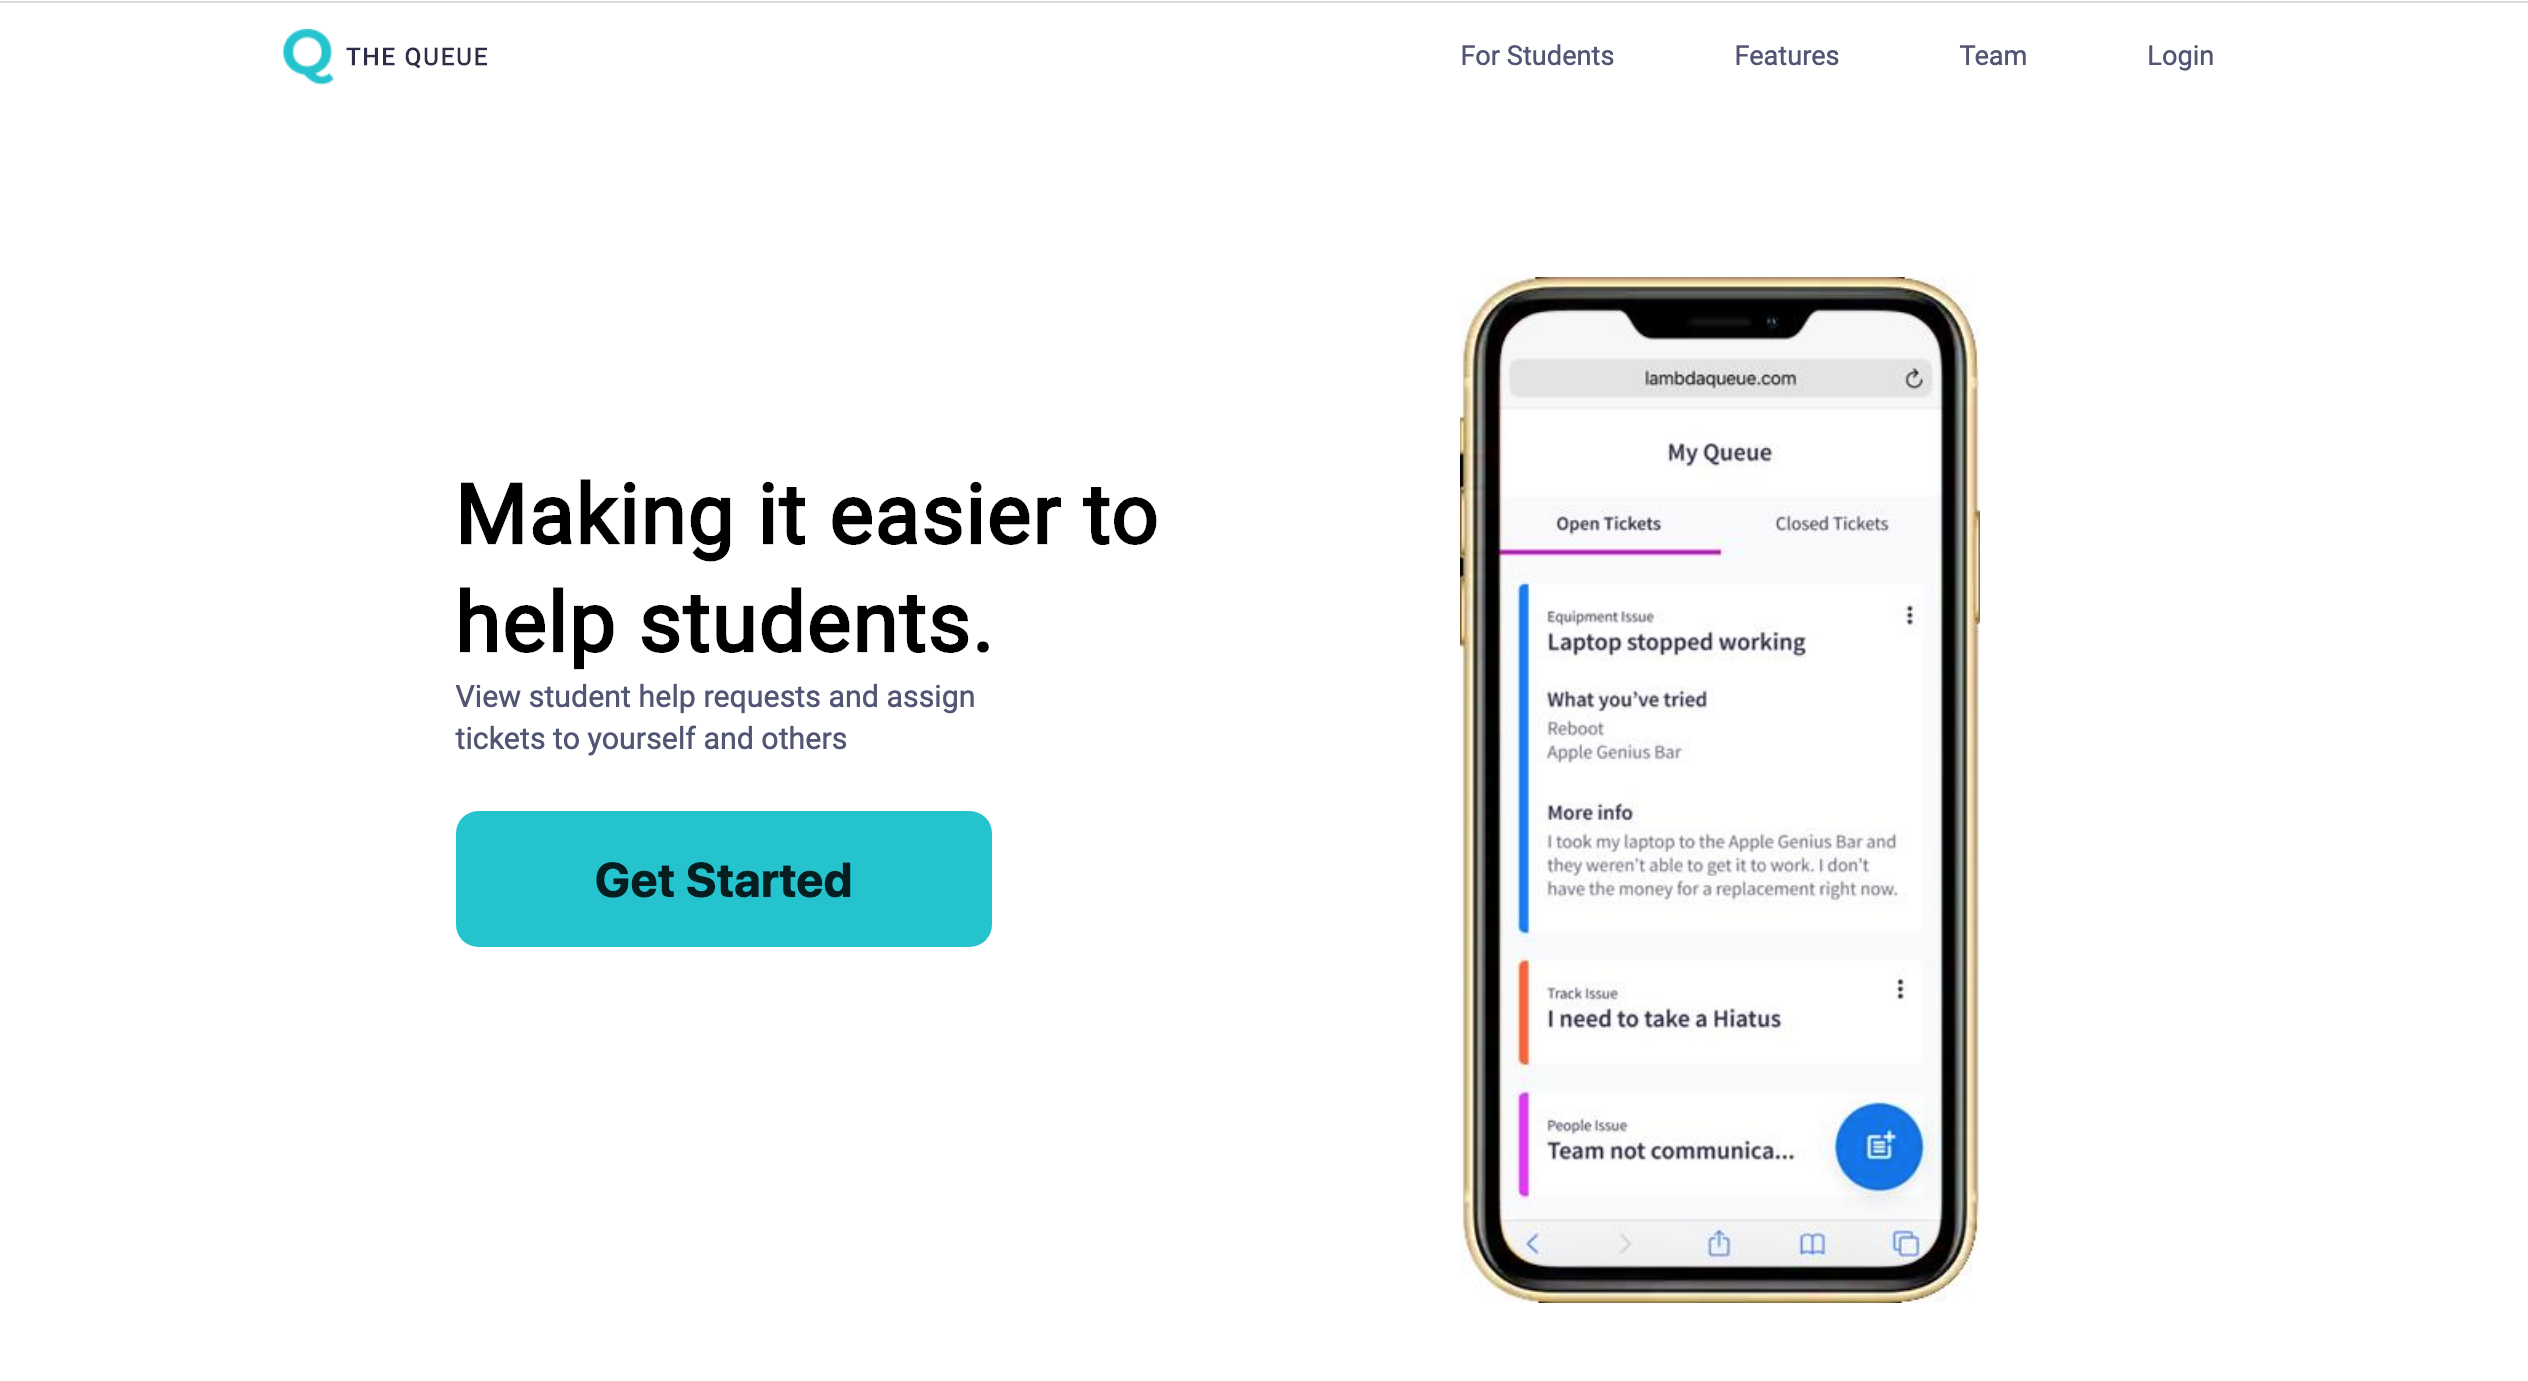 THE QUEUE
For Students
Features
Team
Login
Making it easier to
help students.
View student help requests and assign
tickets to yourself and others
Get Started
lambdaqueue.com
My Queue
Open Tickets
Closed Tickets
Equipment Issue
Laptop stopped working
What you’ve tried
Reboot
Apple Genius Bar
More info
I took my laptop to the Apple Genius Bar and
they weren’t able to get it to work. I don’t
have the money for a replacement right now.
Track Issue
I need to take a Hiatus
People Issue
Team not communica...